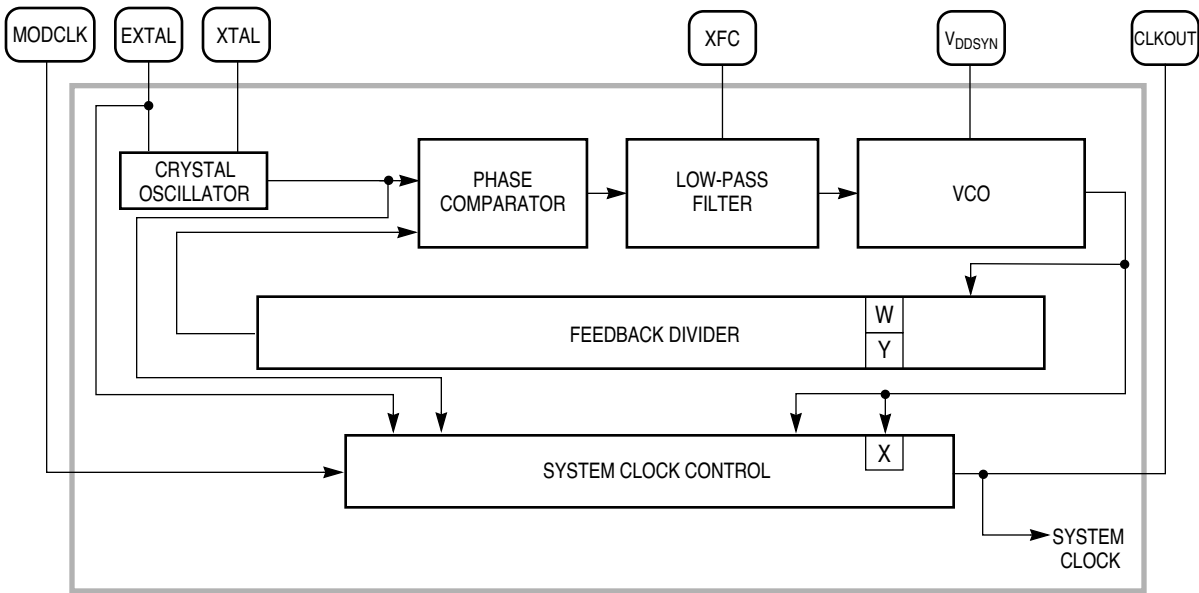 MODCLK
EXTAL
XTAL
XFC
VDDSYN
CLKOUT
CRYSTAL
OSCILLATOR
PHASE
COMPARATOR
LOW-PASS
FILTER
VCO
FEEDBACK DIVIDER
W
Y
SYSTEM CLOCK CONTROL
X
SYSTEM
CLOCK